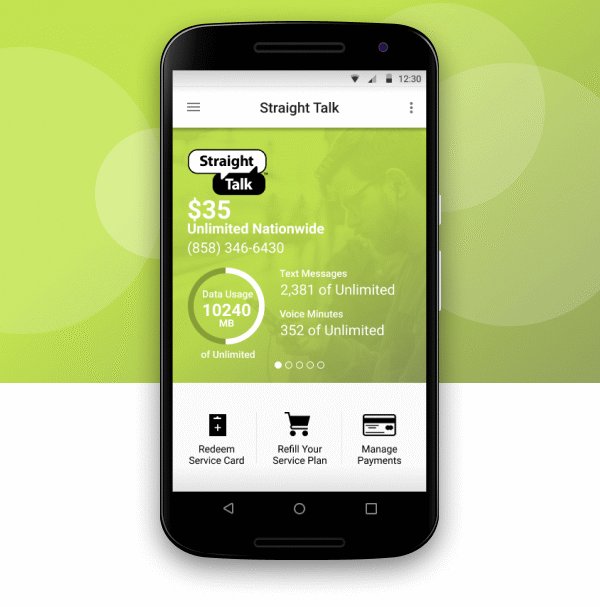 12:30
Straight Talk
Straight
Talk
$35
Unlimited Nationwide
(858) 346-6430
Data Usage
10240
MB
of Unlimited
Text Messages
2,381 of Unlimited
Voice Minutes
352 of Unlimited
Redeem
Service Card
Refill Your
Service Plan
Manage
Payments